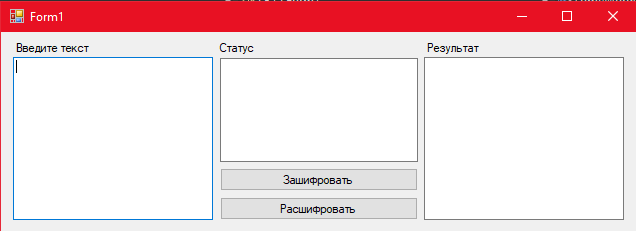 Form1
Введите текст
Статус
Результат
Зашифровать
Расшифровать